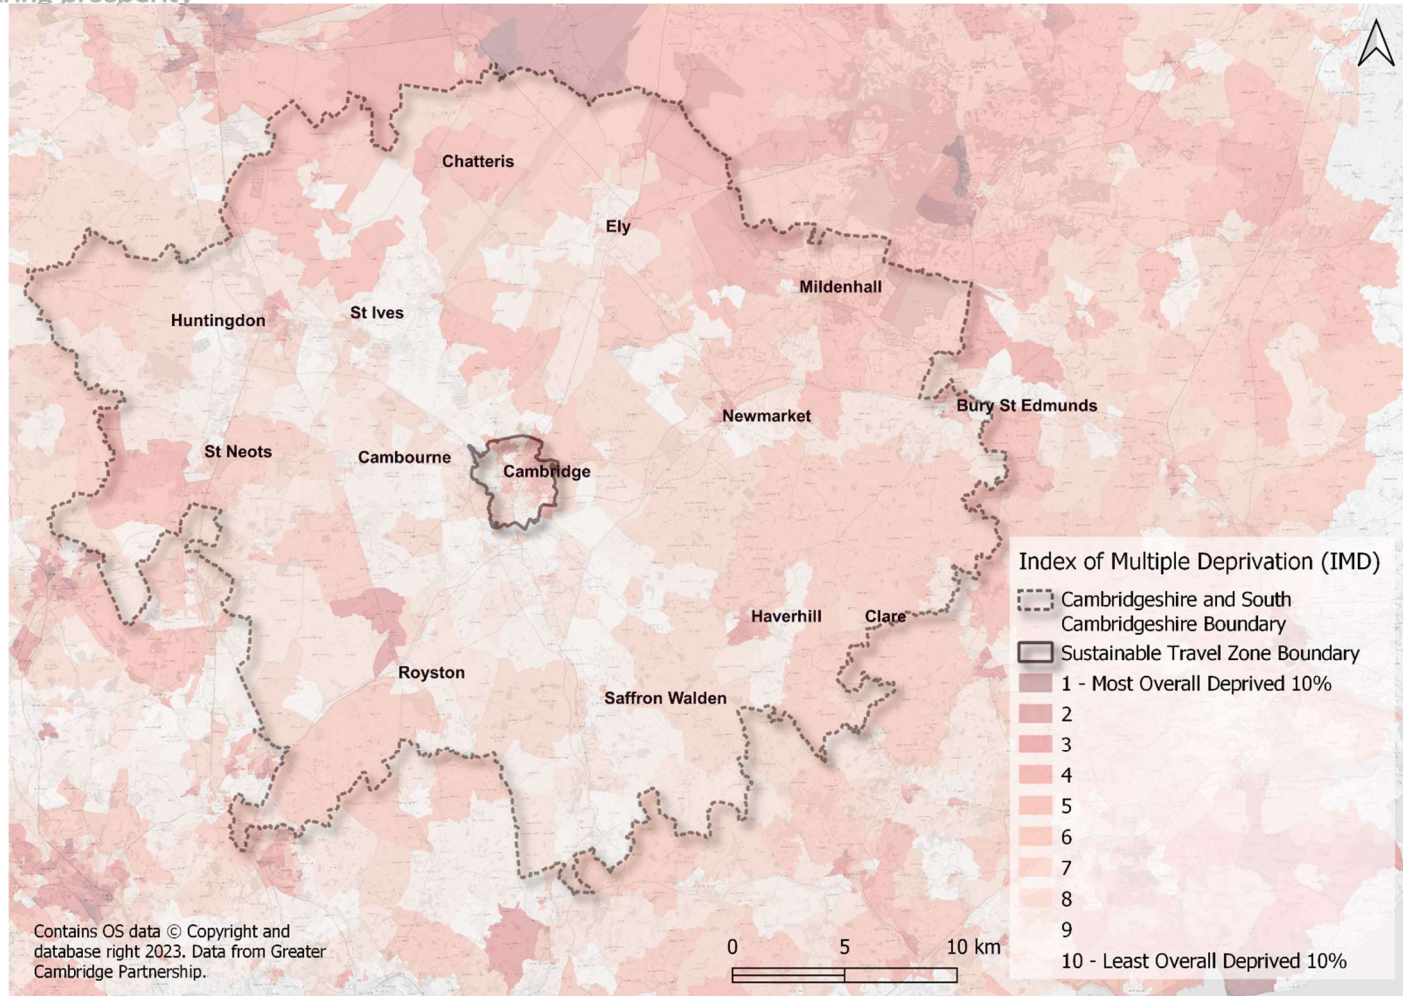 Chatteris
Ely
Mildenhall
Huntingdon
St Ives
Newmarket
Bury St Edmunds
St Neots
Cambourne
Cambridge
Haverhill
Clare
Royston
Saffron Walden
Index of Multiple Deprivation (IMD)
Cambridgeshire and South
Cambridgeshire Boundary
Sustainable Travel Zone Boundary
1 - Most Overall Deprived 10%
2
3
4
5
6
7
8
9
10 - Least Overall Deprived 10%
Contains OS data © Copyright and
database right 2023. Data from Greater
Cambridge Partnership.
0 5 10 km